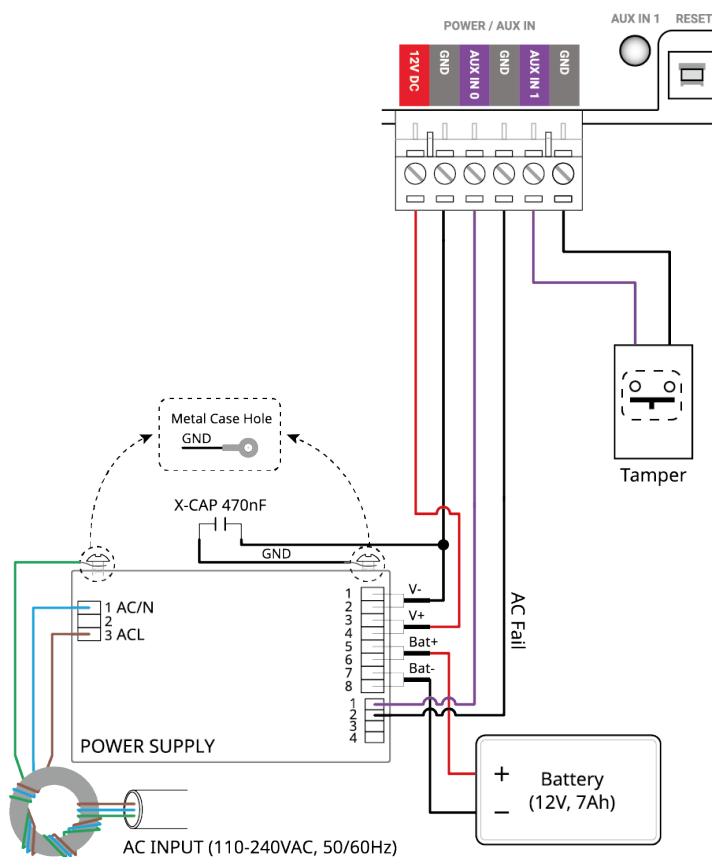 POWER / AUX IN
AUX IN 1
RESET
12V DC
GND
AUX IN 0
GND
AUX IN 1
GND
Tamper
Metal Case Hole
GND
X-CAP 470nF
GND
1 AC/N
2
3 ACL
1
2
3
4
5
6
7
8
V-
V+
Bat+
Bat-
1
2
3
4
AC Fail
POWER SUPPLY
+
−
Battery
(12V, 7Ah)
AC INPUT (110-240VAC, 50/60Hz)